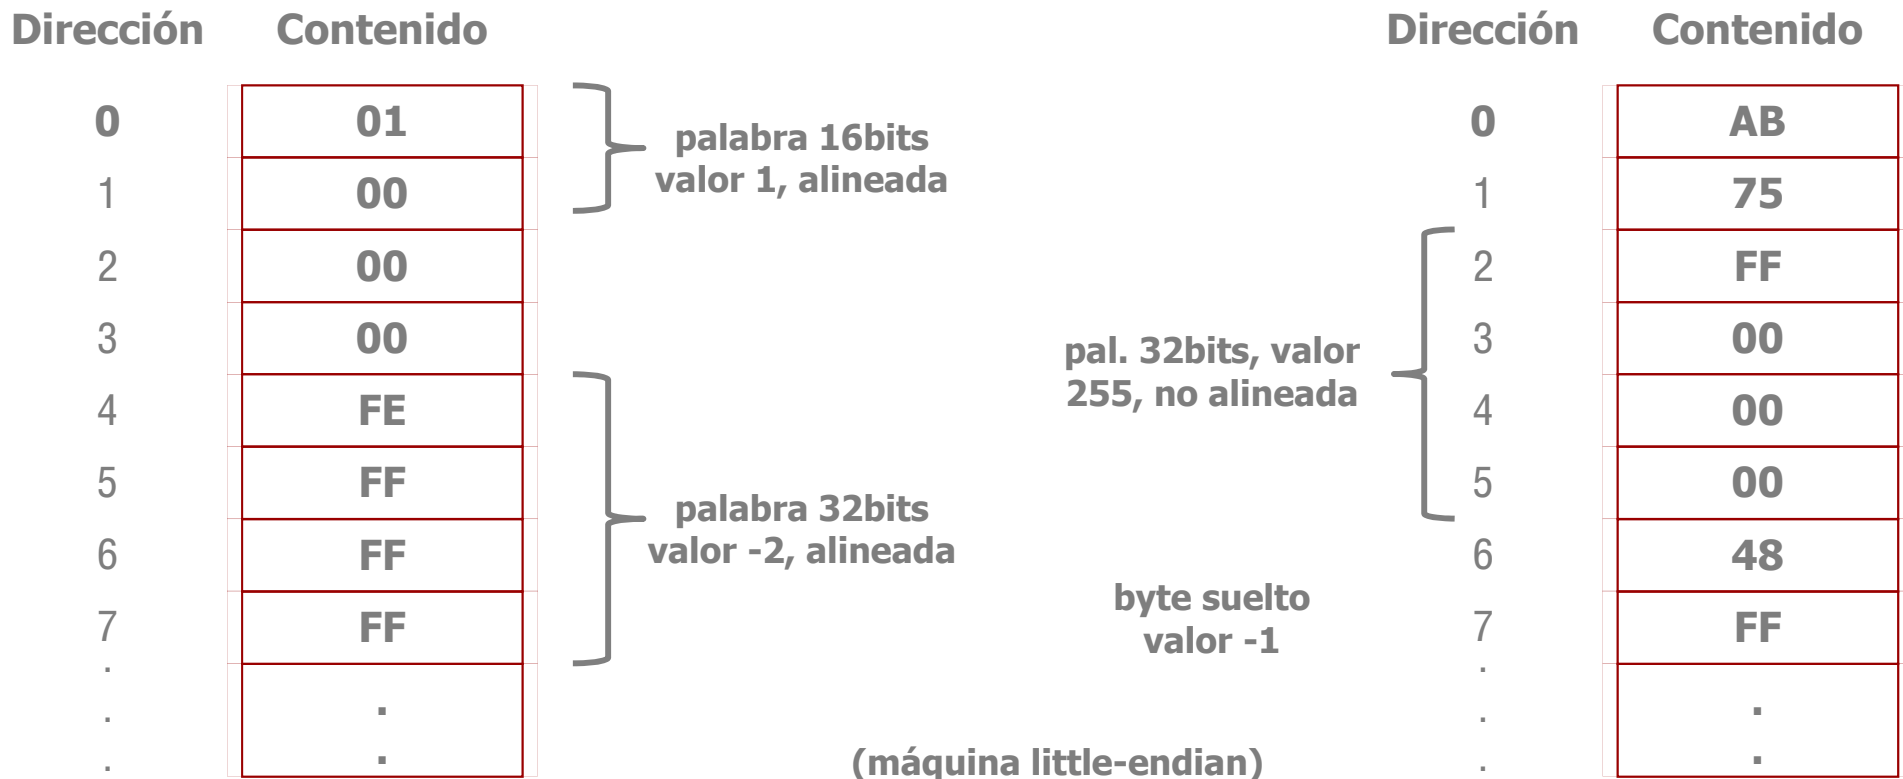 Dirección Contenido Dirección Contenido
0 01 0 AB
palabra 16bits
valor 1, alineada
1 00 1 75
2 00 2 FF
3 00 3 00
pal. 32bits, valor
255, no alineada
4 FE 4 00
5 FF 5 00
palabra 32bits
valor -2, alineada
6 FF 6 48
byte suelto
valor -1
7 FF 7 FF
. .
. . . .
. . . .
(máquina little-endian)